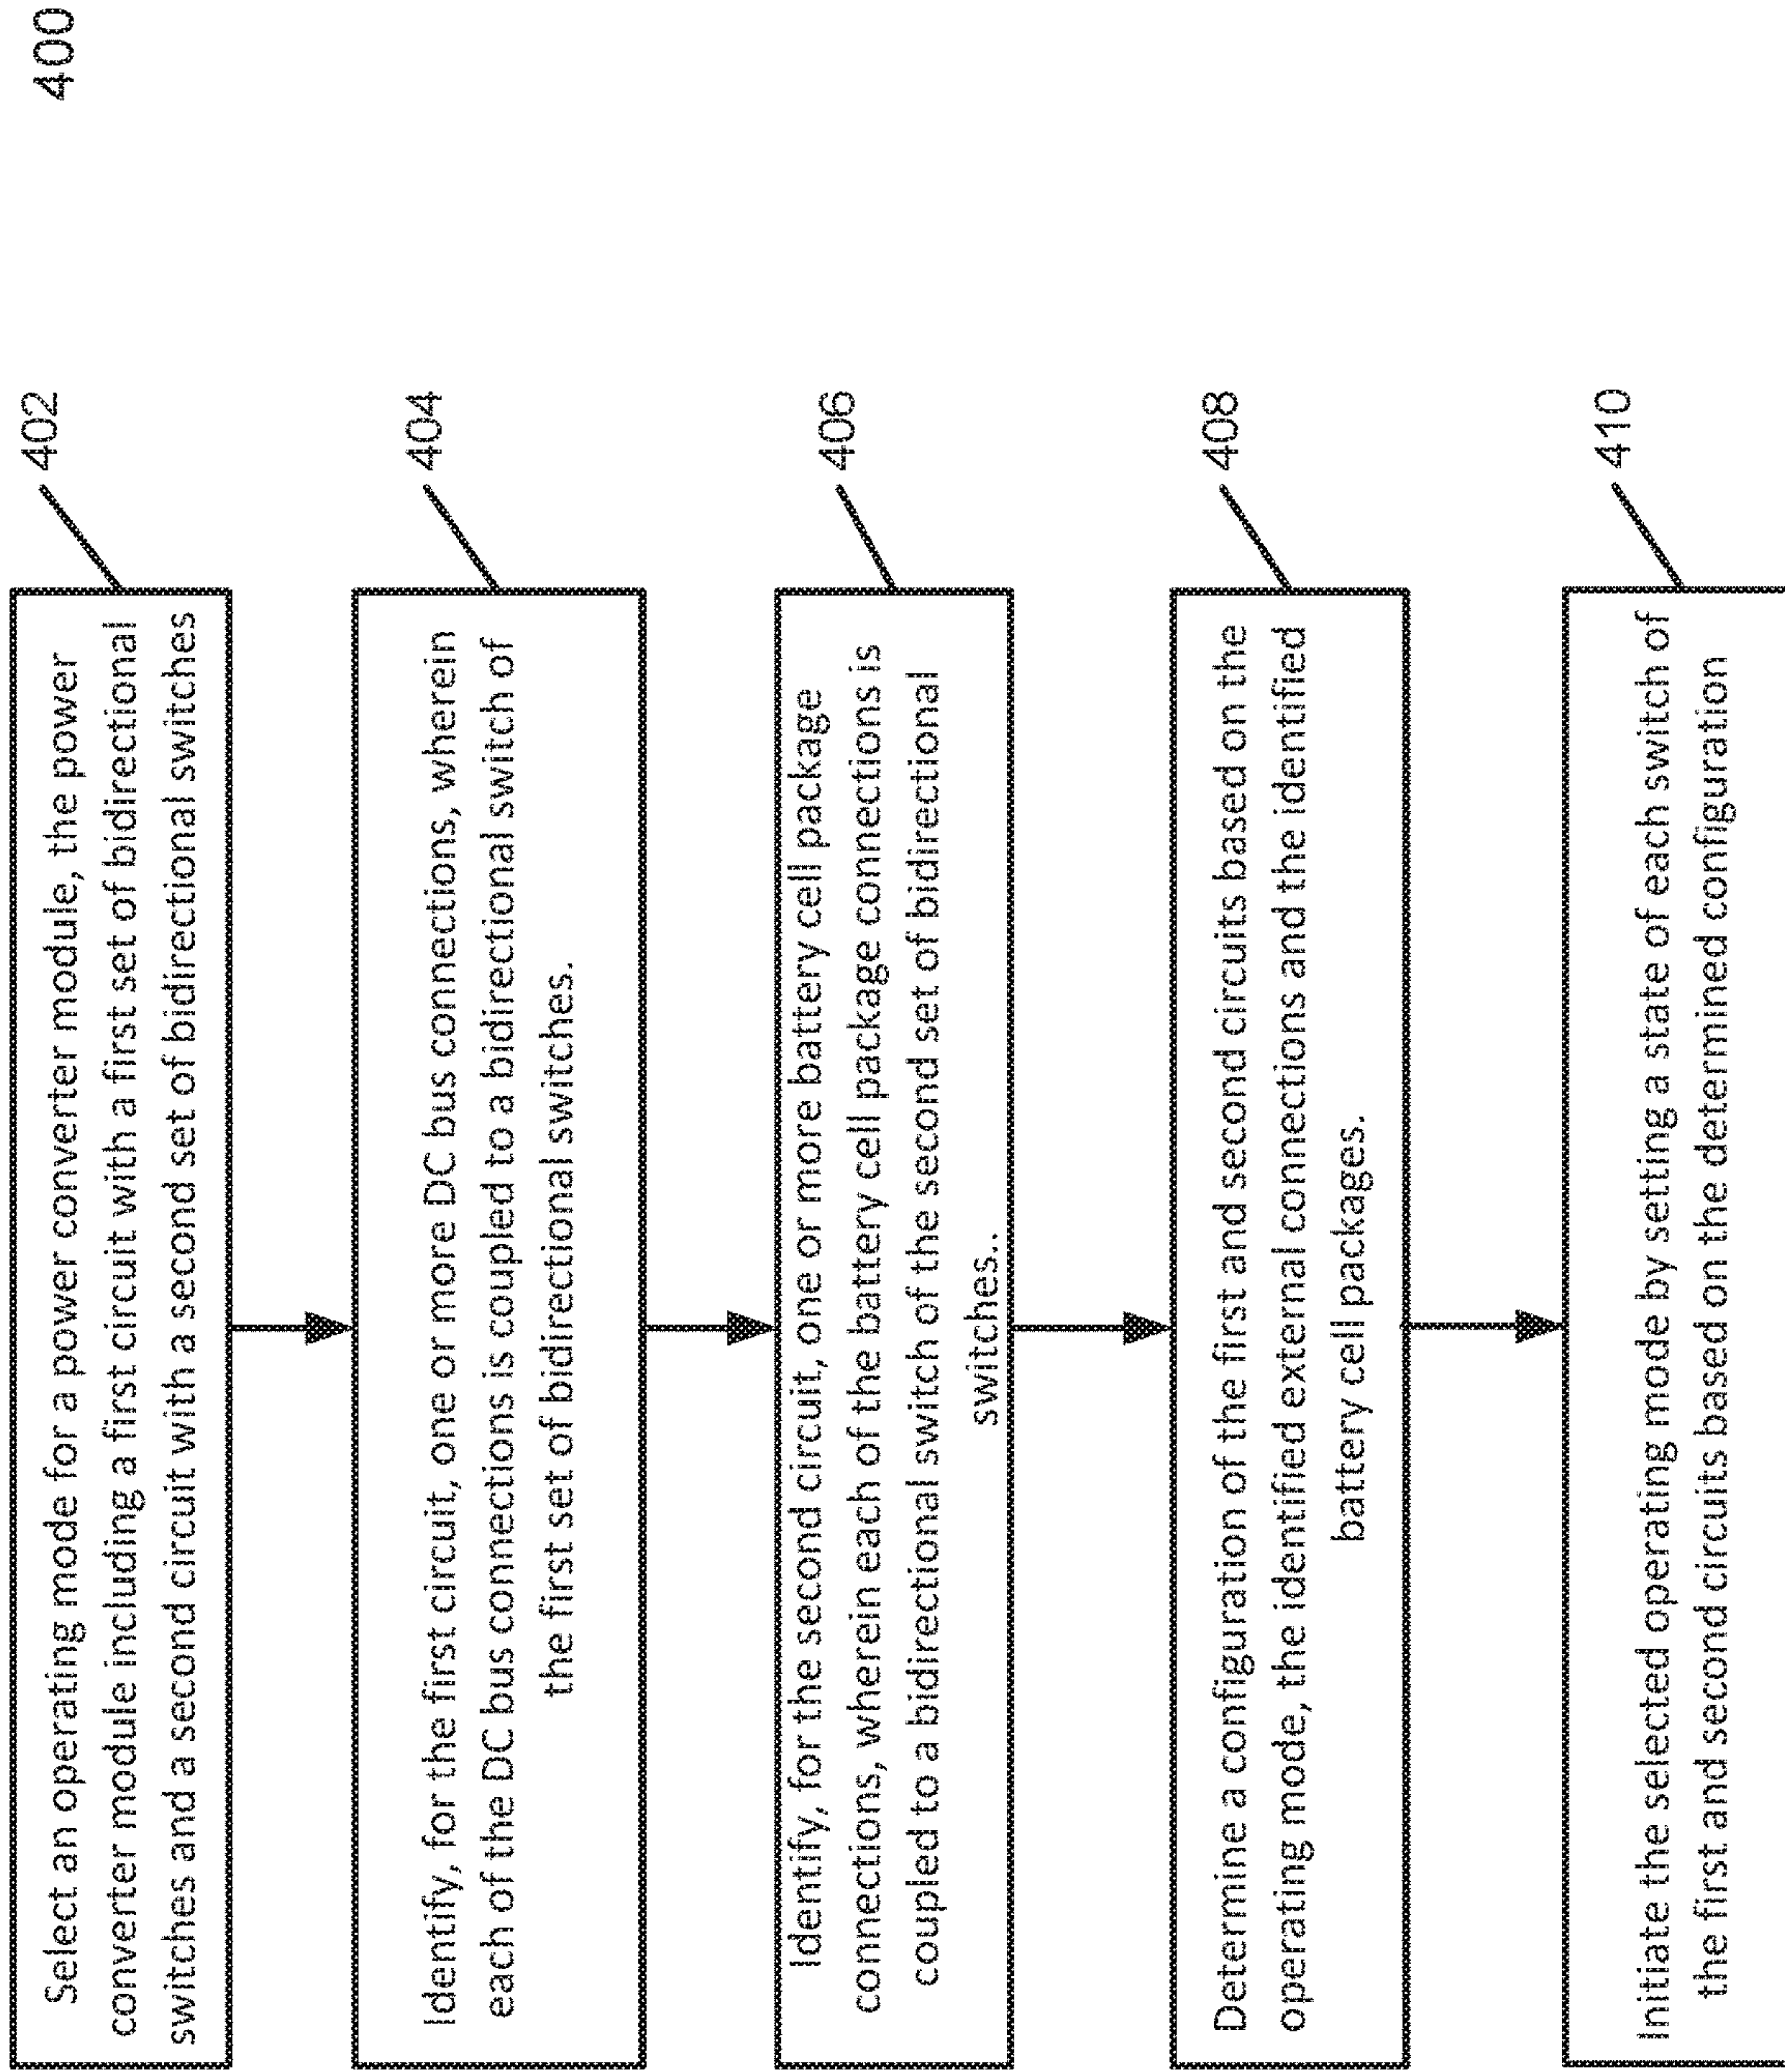 400
402
Select an operating mode for a power converter module, the power
converter module including a first circuit with a first set of bidirectional
switches and a second circuit with a second set of bidirectional switches
404
Identify, for the first circuit, one or more DC bus connections, wherein
each of the DC bus connections is coupled to a bidirectional switch of
the first set of bidirectional switches.
406
Identify, for the second circuit, one or more battery cell package
connections, wherein each of the battery cell package connections is
coupled to a bidirectional switch of the second set of bidirectional
switches..
408
Determine a configuration of the first and second circuits based on the
operating mode, the identified external connections and the identified
battery cell packages.
410
Initiate the selected operating mode by setting a state of each switch of
the first and second circuits based on the determined configuration